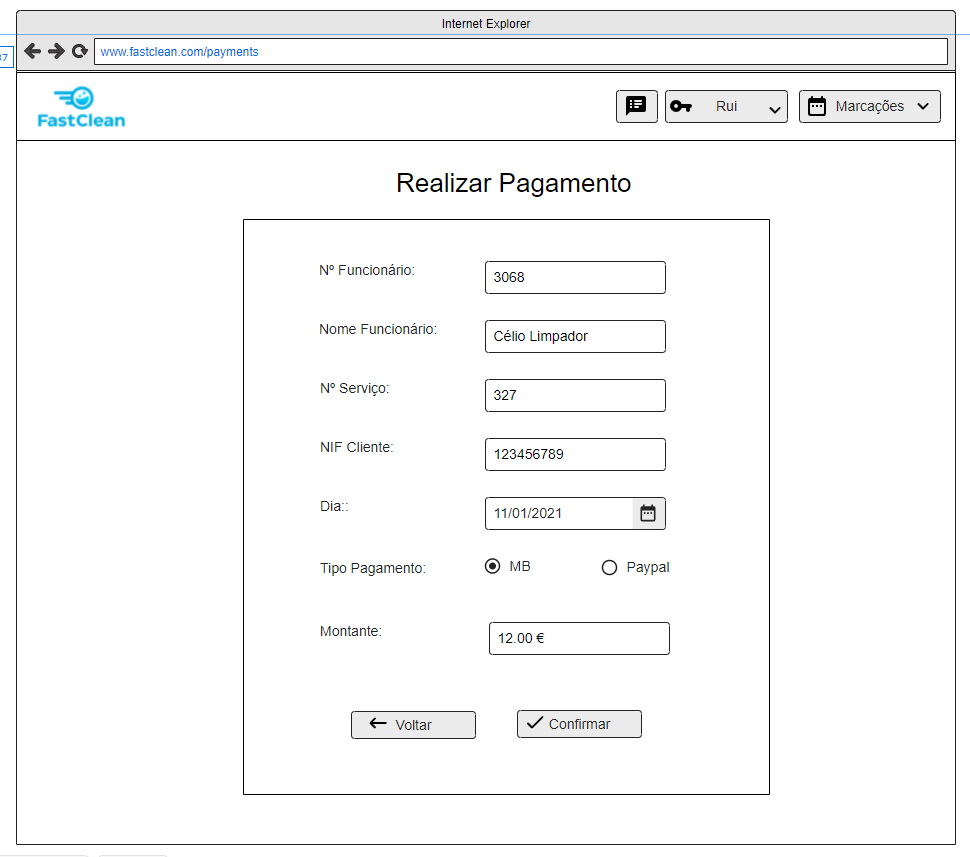 Internet Explorer
37
www.fastclean.com/payments
FastClean
Rui
Marcações
Realizar Pagamento
Nº Funcionário:
3068
Nome Funcionário:
Célio Limpador
Nº Serviço:
327
NIF Cliente:
123456789
Dia::
11/01/2021
Tipo Pagamento:
MB
Paypal
Montante:
12.00 €
Voltar
Confirmar